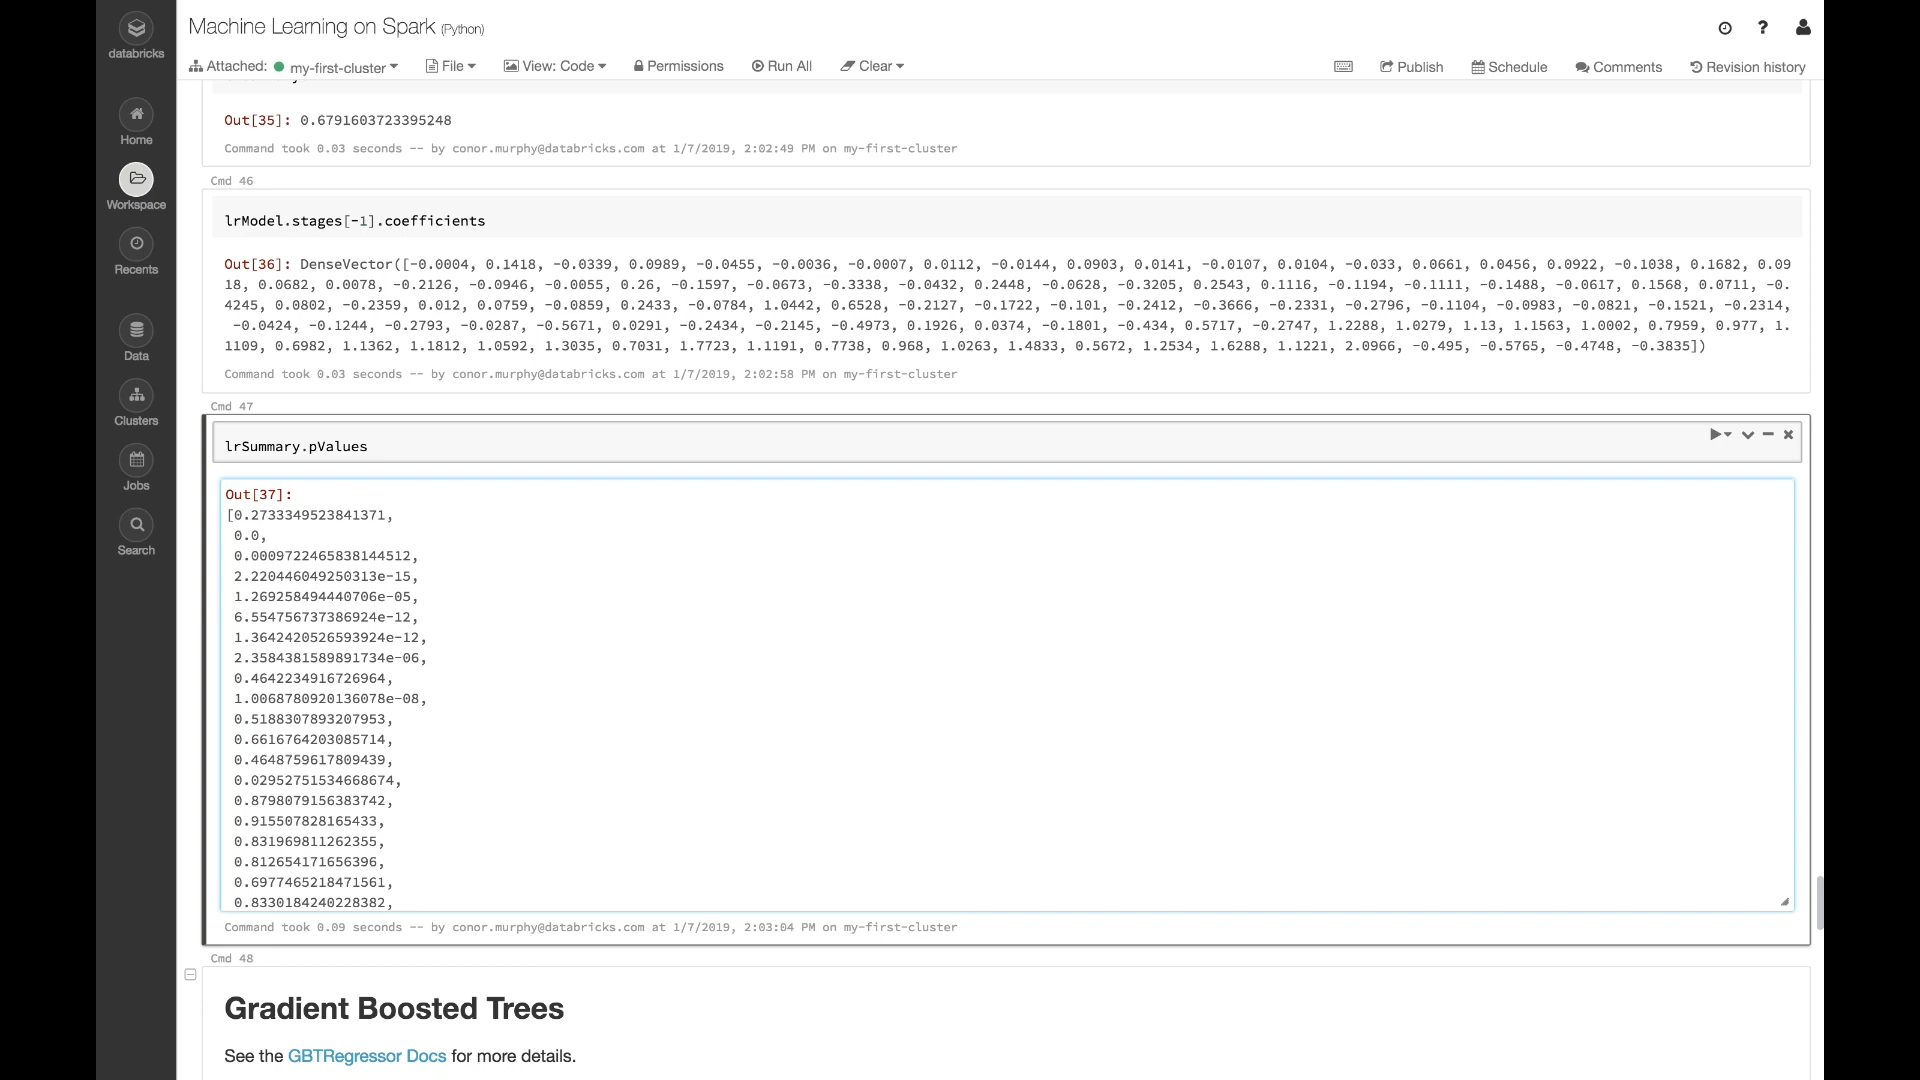 Machine Learning on Spark (Python)
databricks
Attached: my-first-cluster File View: Code Permissions Run All Clear Publish Schedule Comments Revision history
Home
Workspace
Recents
Data
Clusters
Jobs
Search
Out[35]: 0.6791603723395248
Command took 0.03 seconds -- by conor.murphy@databricks.com at 1/7/2019, 2:02:49 PM on my-first-cluster
Cmd 46
lrModel.stages[-1].coefficients
Out[36]: DenseVector([-0.0004, 0.1418, -0.0339, 0.0989, -0.0455, -0.0036, -0.0007, 0.0112, -0.0144, 0.0903, 0.0141, -0.0107, 0.0104, -0.033, 0.0661, 0.0456, 0.0922, -0.1038, 0.1682, 0.09
18, 0.0682, 0.0078, -0.2126, -0.0946, -0.0055, 0.26, -0.1597, -0.0673, -0.3338, -0.0432, 0.2448, -0.0628, -0.3205, 0.2543, 0.1116, -0.1194, -0.1111, -0.1488, -0.0617, 0.1568, 0.0711, -0.
4245, 0.0802, -0.2359, 0.012, 0.0759, -0.0859, 0.2433, -0.0784, 1.0442, 0.6528, -0.2127, -0.1722, -0.101, -0.2412, -0.3666, -0.2331, -0.2796, -0.1104, -0.0983, -0.0821, -0.1521, -0.2314,
-0.0424, -0.1244, -0.2793, -0.0287, -0.5671, 0.0291, -0.2434, -0.2145, -0.4973, 0.1926, 0.0374, -0.1801, -0.434, 0.5717, -0.2747, 1.2288, 1.0279, 1.13, 1.1563, 1.0002, 0.7959, 0.977, 1.
1109, 0.6982, 1.1362, 1.1812, 1.0592, 1.3035, 0.7031, 1.7723, 1.1191, 0.7738, 0.968, 1.0263, 1.4833, 0.5672, 1.2534, 1.6288, 1.1221, 2.0966, -0.495, -0.5765, -0.4748, -0.3835])
Command took 0.03 seconds -- by conor.murphy@databricks.com at 1/7/2019, 2:02:58 PM on my-first-cluster
Cmd 47
lrSummary.pValues
Out[37]:
[0.2733349523841371,
0.0,
0.0009722465838144512,
2.220446049250313e-15,
1.269258494440706e-05,
6.554756737386924e-12,
1.3642420526593924e-12,
2.3584381589891734e-06,
0.4642234916726964,
1.0068780920136078e-08,
0.5188307893207953,
0.6616764203085714,
0.4648759617809439,
0.02952751534668674,
0.8798079156383742,
0.915507828165433,
0.831969811262355,
0.812654171656396,
0.6977465218471561,
0.8330184240228382,
Command took 0.09 seconds -- by conor.murphy@databricks.com at 1/7/2019, 2:03:04 PM on my-first-cluster
Cmd 48
Gradient Boosted Trees
See the GBTRegressor Docs for more details.